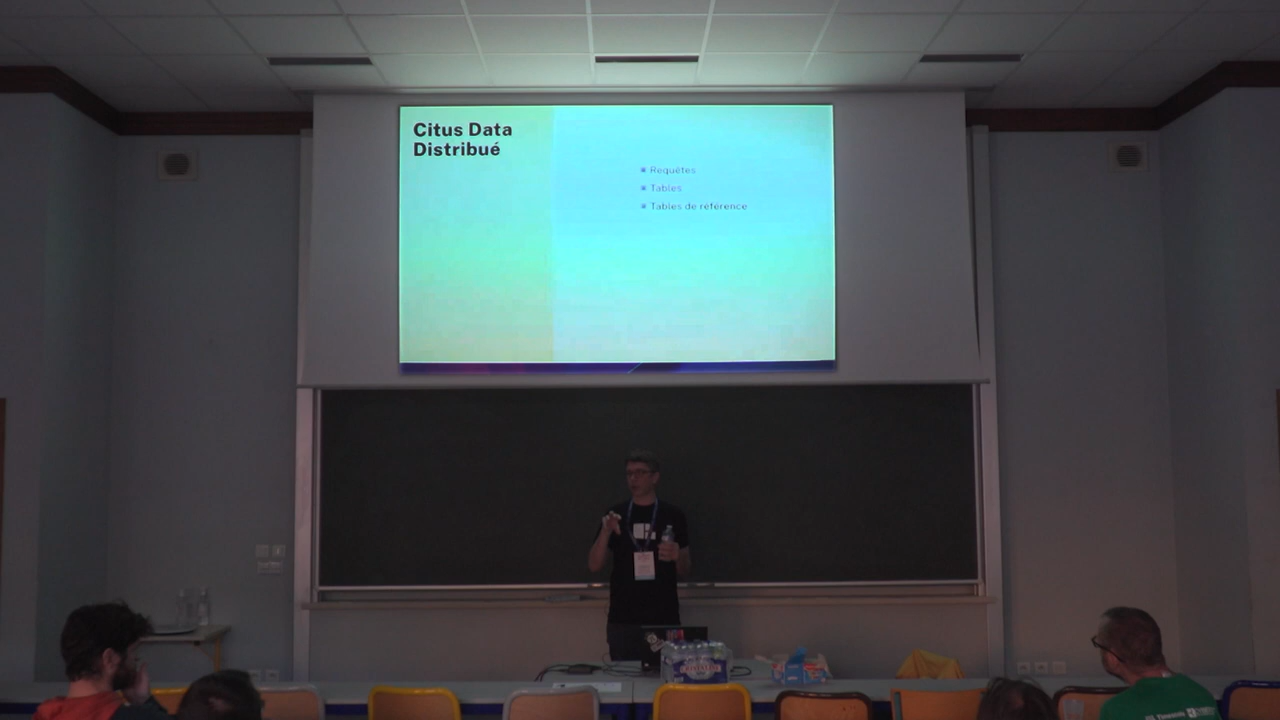 Citus Data
Distribué
Requêtes
Tables
Tables de référence